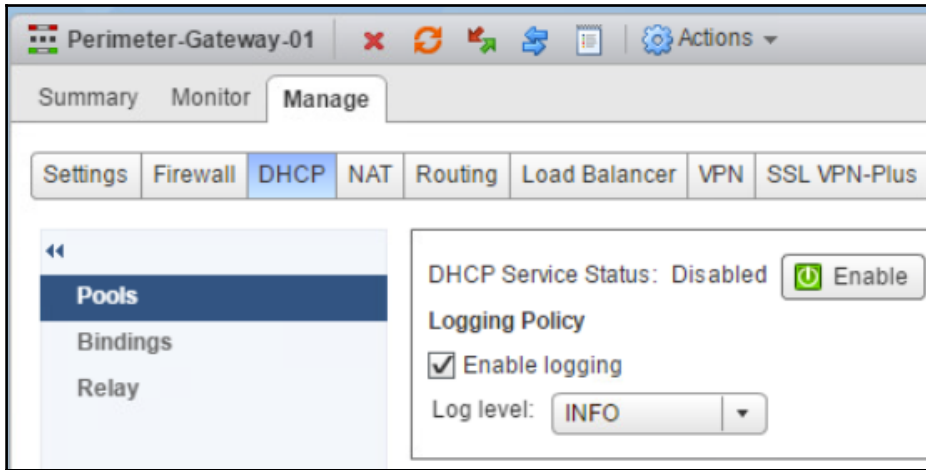 Perimeter-Gateway-01 Actions
Summary Monitor Manage
Settings Firewall DHCP NAT Routing Load Balancer VPN SSL VPN-Plus
Pools
Bindings
Relay
DHCP Service Status: Disabled Enable
Logging Policy
Enable logging
Log level: INFO